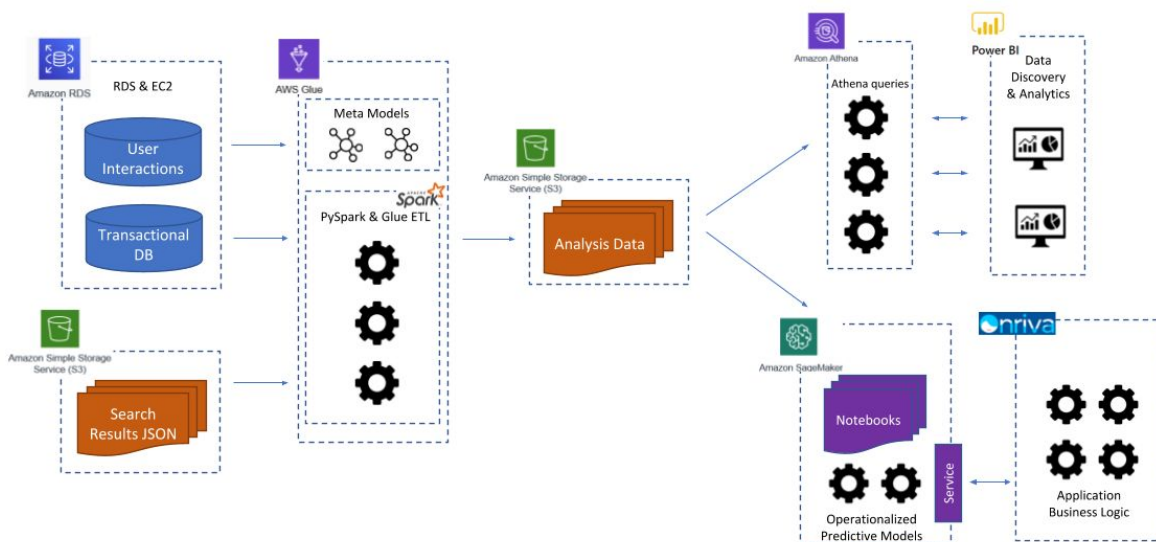 Amazon RDS
RDS & EC2
User
Interactions
Transactional
DB
Amazon Simple Storage
Service (S3)
Search
Results JSON
AWS Glue
Meta Models
APACHE
Spark
PySpark & Glue ETL
Amazon Simple Storage
Service (S3)
Analysis Data
Amazon Athena
Athena queries
Power BI
Data
Discovery
& Analytics
Amazon SageMaker
Notebooks
Operationalized
Predictive Models
Service
Onriva
Application
Business Logic